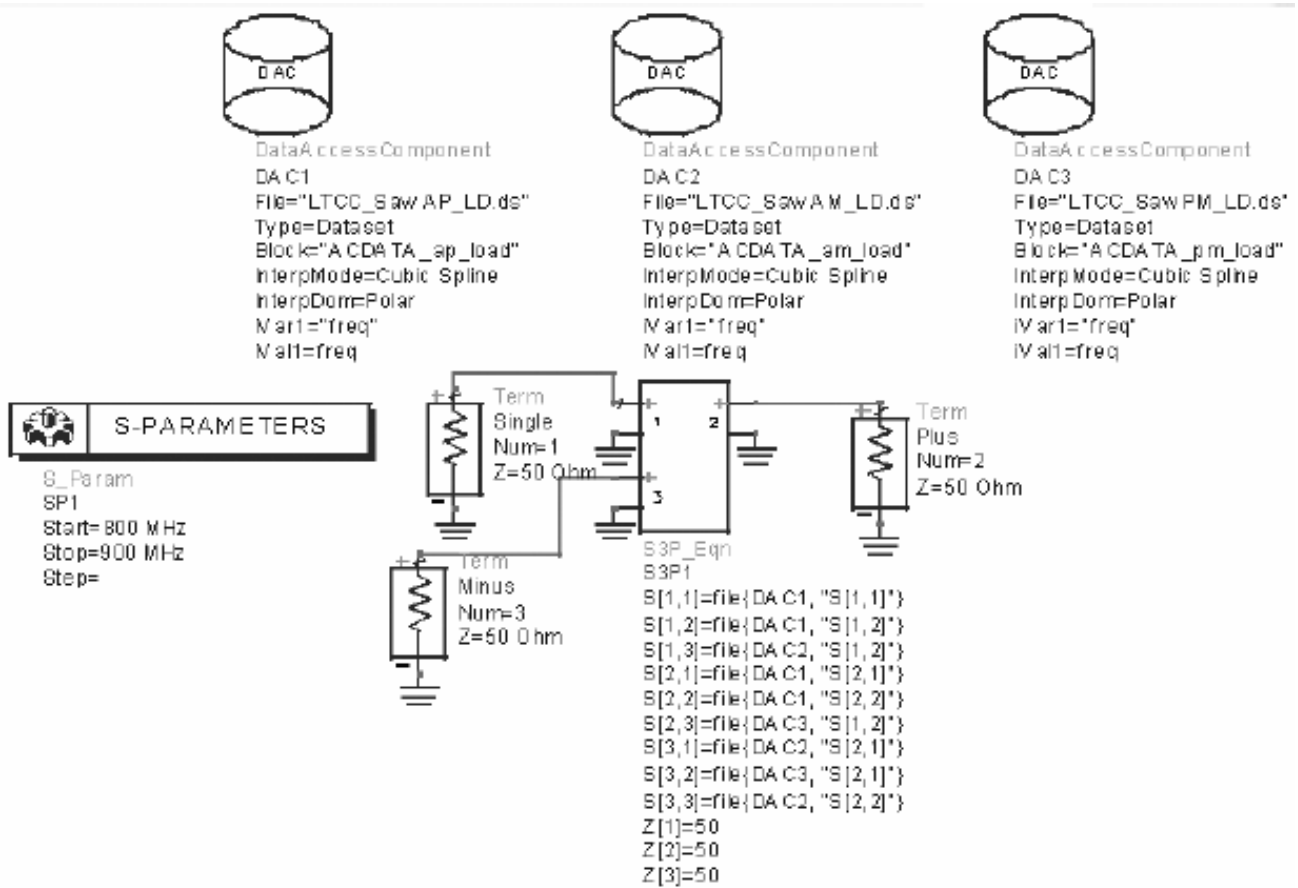 DAC
DataAccessComponent
DAC1
File="LTCC_SawAP_LD.ds"
Type=Dataset
Block="ACDATA_ap_load"
InterpMode=Cubic Spline
InterpDom=Polar
iVar1="freq"
iVal1=freq
DAC
DataAccessComponent
DAC2
File="LTCC_SawAM_LD.ds"
Type=Dataset
Block="ACDATA_am_load"
InterpMode=Cubic Spline
InterpDom=Polar
iVar1="freq"
iVal1=freq
DAC
DataAccessComponent
DAC3
File="LTCC_SawPM_LD.ds"
Type=Dataset
Block="ACDATA_pm_load"
InterpMode=Cubic Spline
InterpDom=Polar
iVar1="freq"
iVal1=freq
S-PARAMETERS
S_Param
SP1
Start=800 MHz
Stop=900 MHz
Step=
+
-
Term
Single
Num=1
Z=50 Ohm
+
-
Term
Minus
Num=3
Z=50 Ohm
+
1
+
2
+
3
+
-
Term
Plus
Num=2
Z=50 Ohm
S3P_Eqn
S3P1
S[1,1]=file{DAC1, "S[1,1]"}
S[1,2]=file{DAC1, "S[1,2]"}
S[1,3]=file{DAC2, "S[1,2]"}
S[2,1]=file{DAC1, "S[2,1]"}
S[2,2]=file{DAC1, "S[2,2]"}
S[2,3]=file{DAC3, "S[1,2]"}
S[3,1]=file{DAC2, "S[2,1]"}
S[3,2]=file{DAC3, "S[2,1]"}
S[3,3]=file{DAC2, "S[2,2]"}
Z[1]=50
Z[2]=50
Z[3]=50